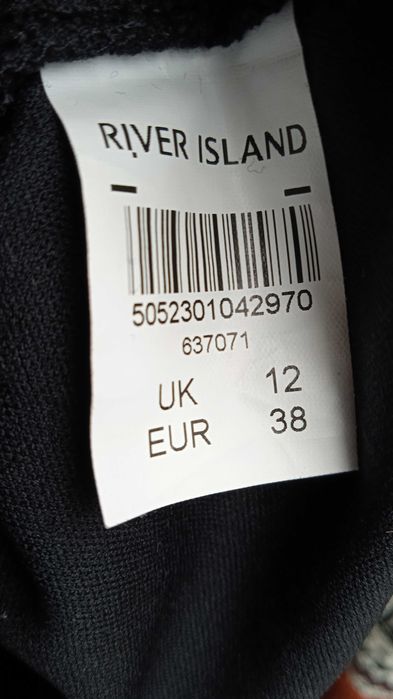 RIVER ISLAND
5052301042970
637071
UK 12
EUR 38